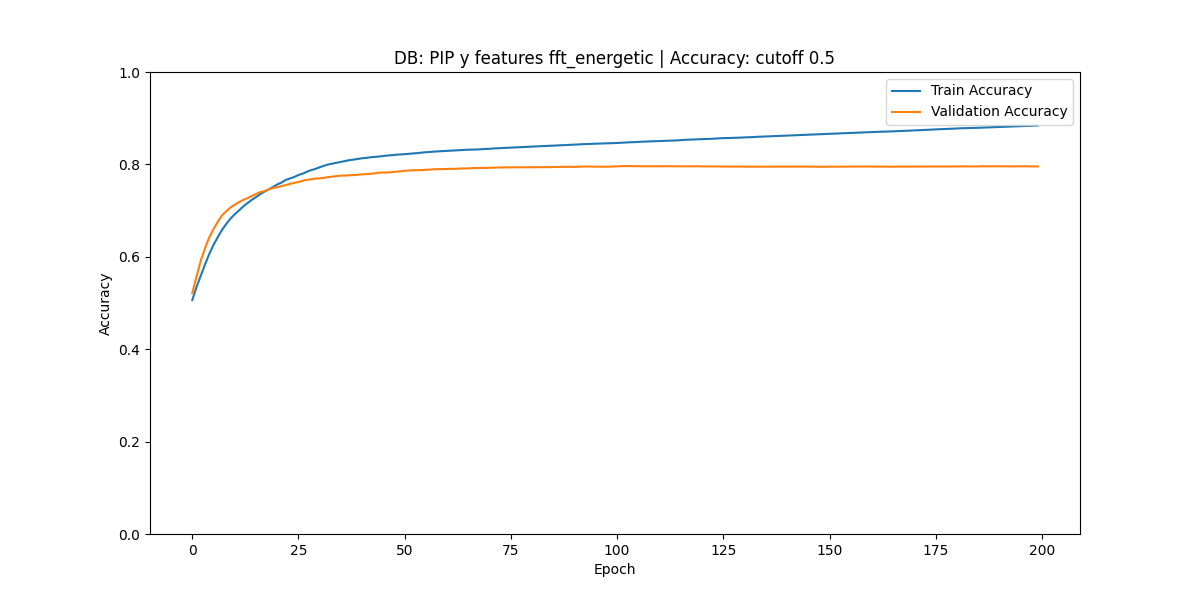 DB: PIP y features fft_energetic | Accuracy: cutoff 0.5
1.0
0.8
0.6
0.4
0.2
0.0
Accuracy
Train Accuracy
Validation Accuracy
0 25 50 75 100 125 150 175 200
Epoch